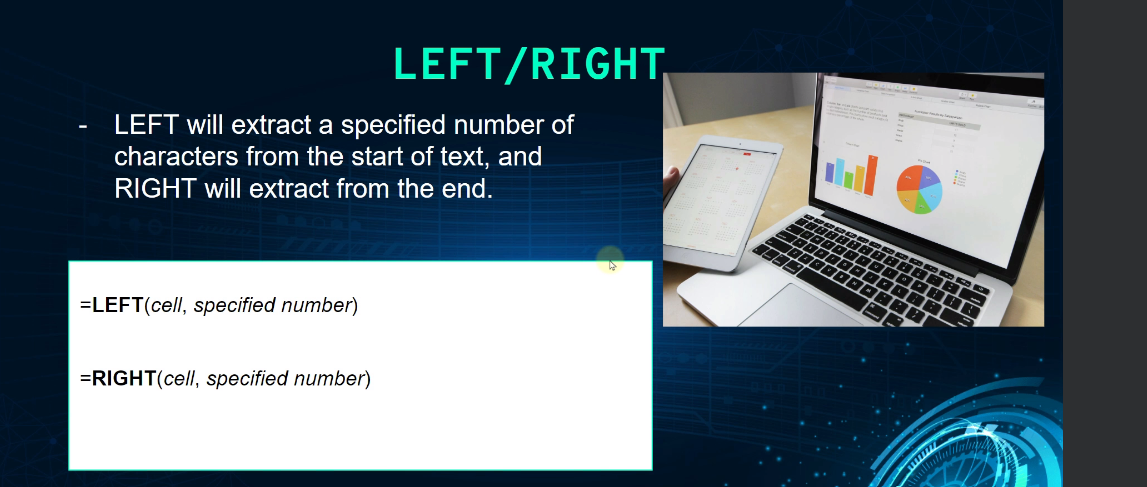 LEFT/RIGHT
- LEFT will extract a specified number of
characters from the start of text, and
RIGHT will extract from the end.
=LEFT(cell, specified number)
=RIGHT(cell, specified number)